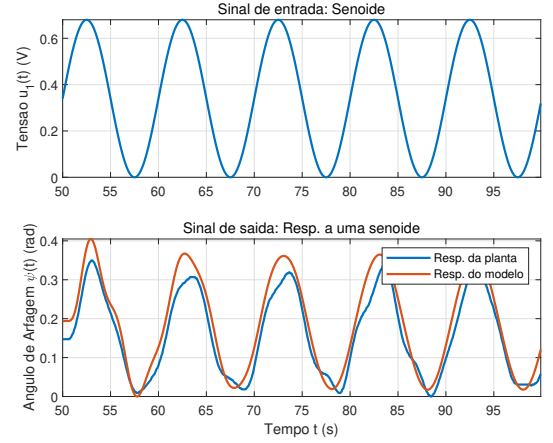 Sinal de entrada: Senoide
Tensao u₁(t) (V)
0.6
0.4
0.2
0
50 55 60 65 70 75 80 85 90 95
Sinal de saida: Resp. a uma senoide
Angulo de Arfagem ψ(t) (rad)
0.4
0.3
0.2
0.1
0
Resp. da planta
Resp. do modelo
50 55 60 65 70 75 80 85 90 95
Tempo t (s)